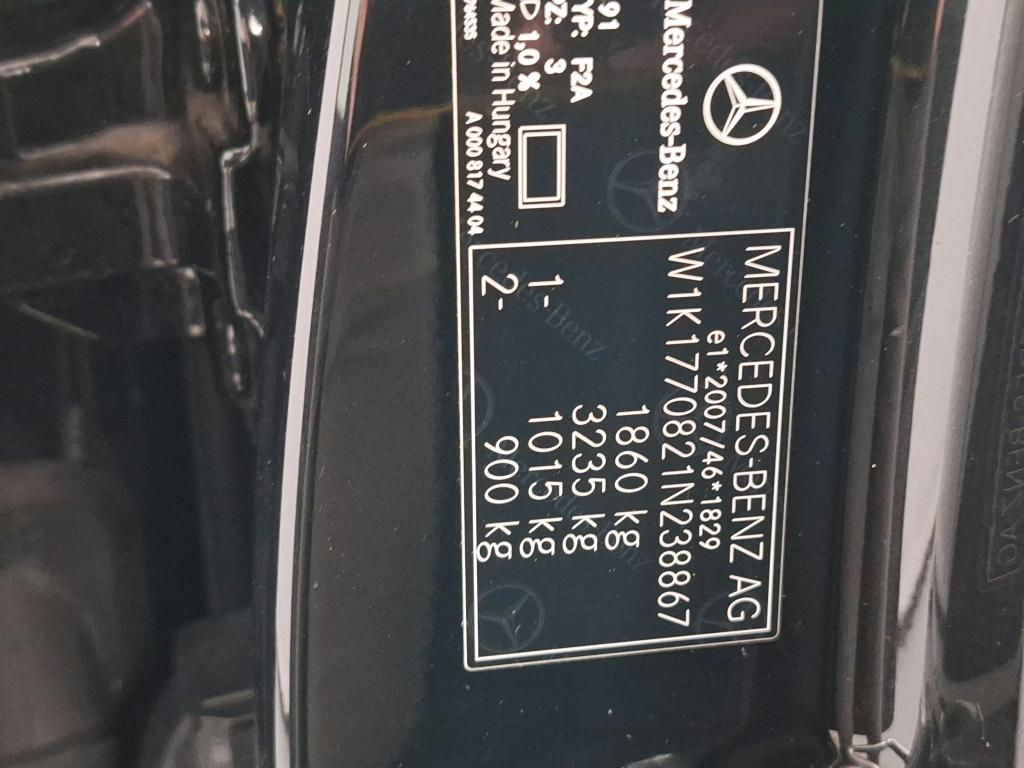 Mercedes-Benz
91
TYP: F2A
Z: 3
D 1,0 %
Made in Hungary
A 000 817 44 04
MERCEDES-BENZ AG
e1*2007/46*1829
W1K1770821N238867
1860 kg
3235 kg
1- 1015 kg
2- 900 kg